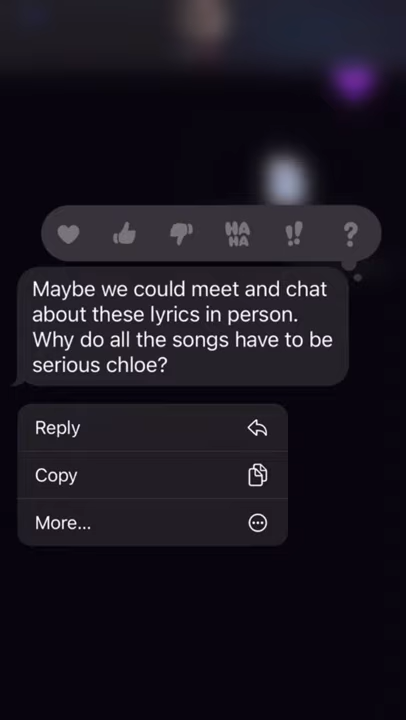 HA
HA
!!
?
Maybe we could meet and chat
about these lyrics in person.
Why do all the songs have to be
serious chloe?
Reply
Copy
More...